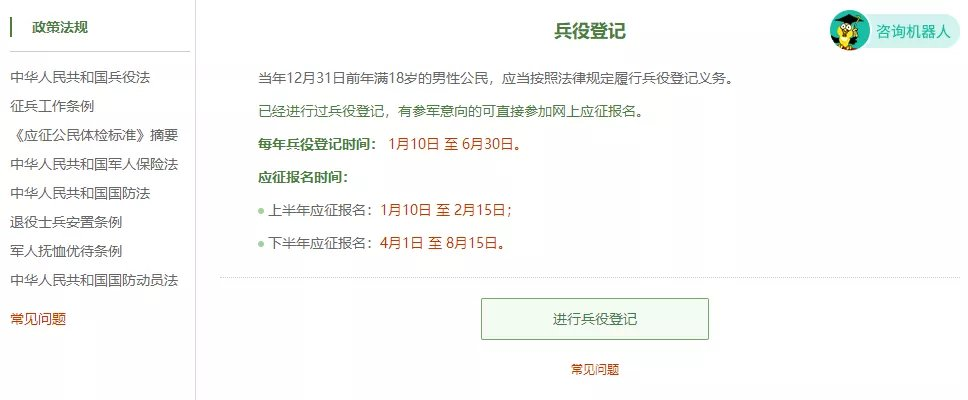 政策法规
中华人民共和国兵役法
征兵工作条例
《应征公民体检标准》摘要
中华人民共和国军人保险法
中华人民共和国国防法
退役士兵安置条例
军人抚恤优待条例
中华人民共和国国防动员法
常见问题
兵役登记
咨询机器人
当年12月31日前年满18岁的男性公民，应当按照法律规定履行兵役登记义务。
已经进行过兵役登记，有参军意向的可直接参加网上应征报名。
每年兵役登记时间： 1月10日 至 6月30日。
应征报名时间：
上半年应征报名：1月10日 至 2月15日；
下半年应征报名：4月1日 至 8月15日。
进行兵役登记
常见问题